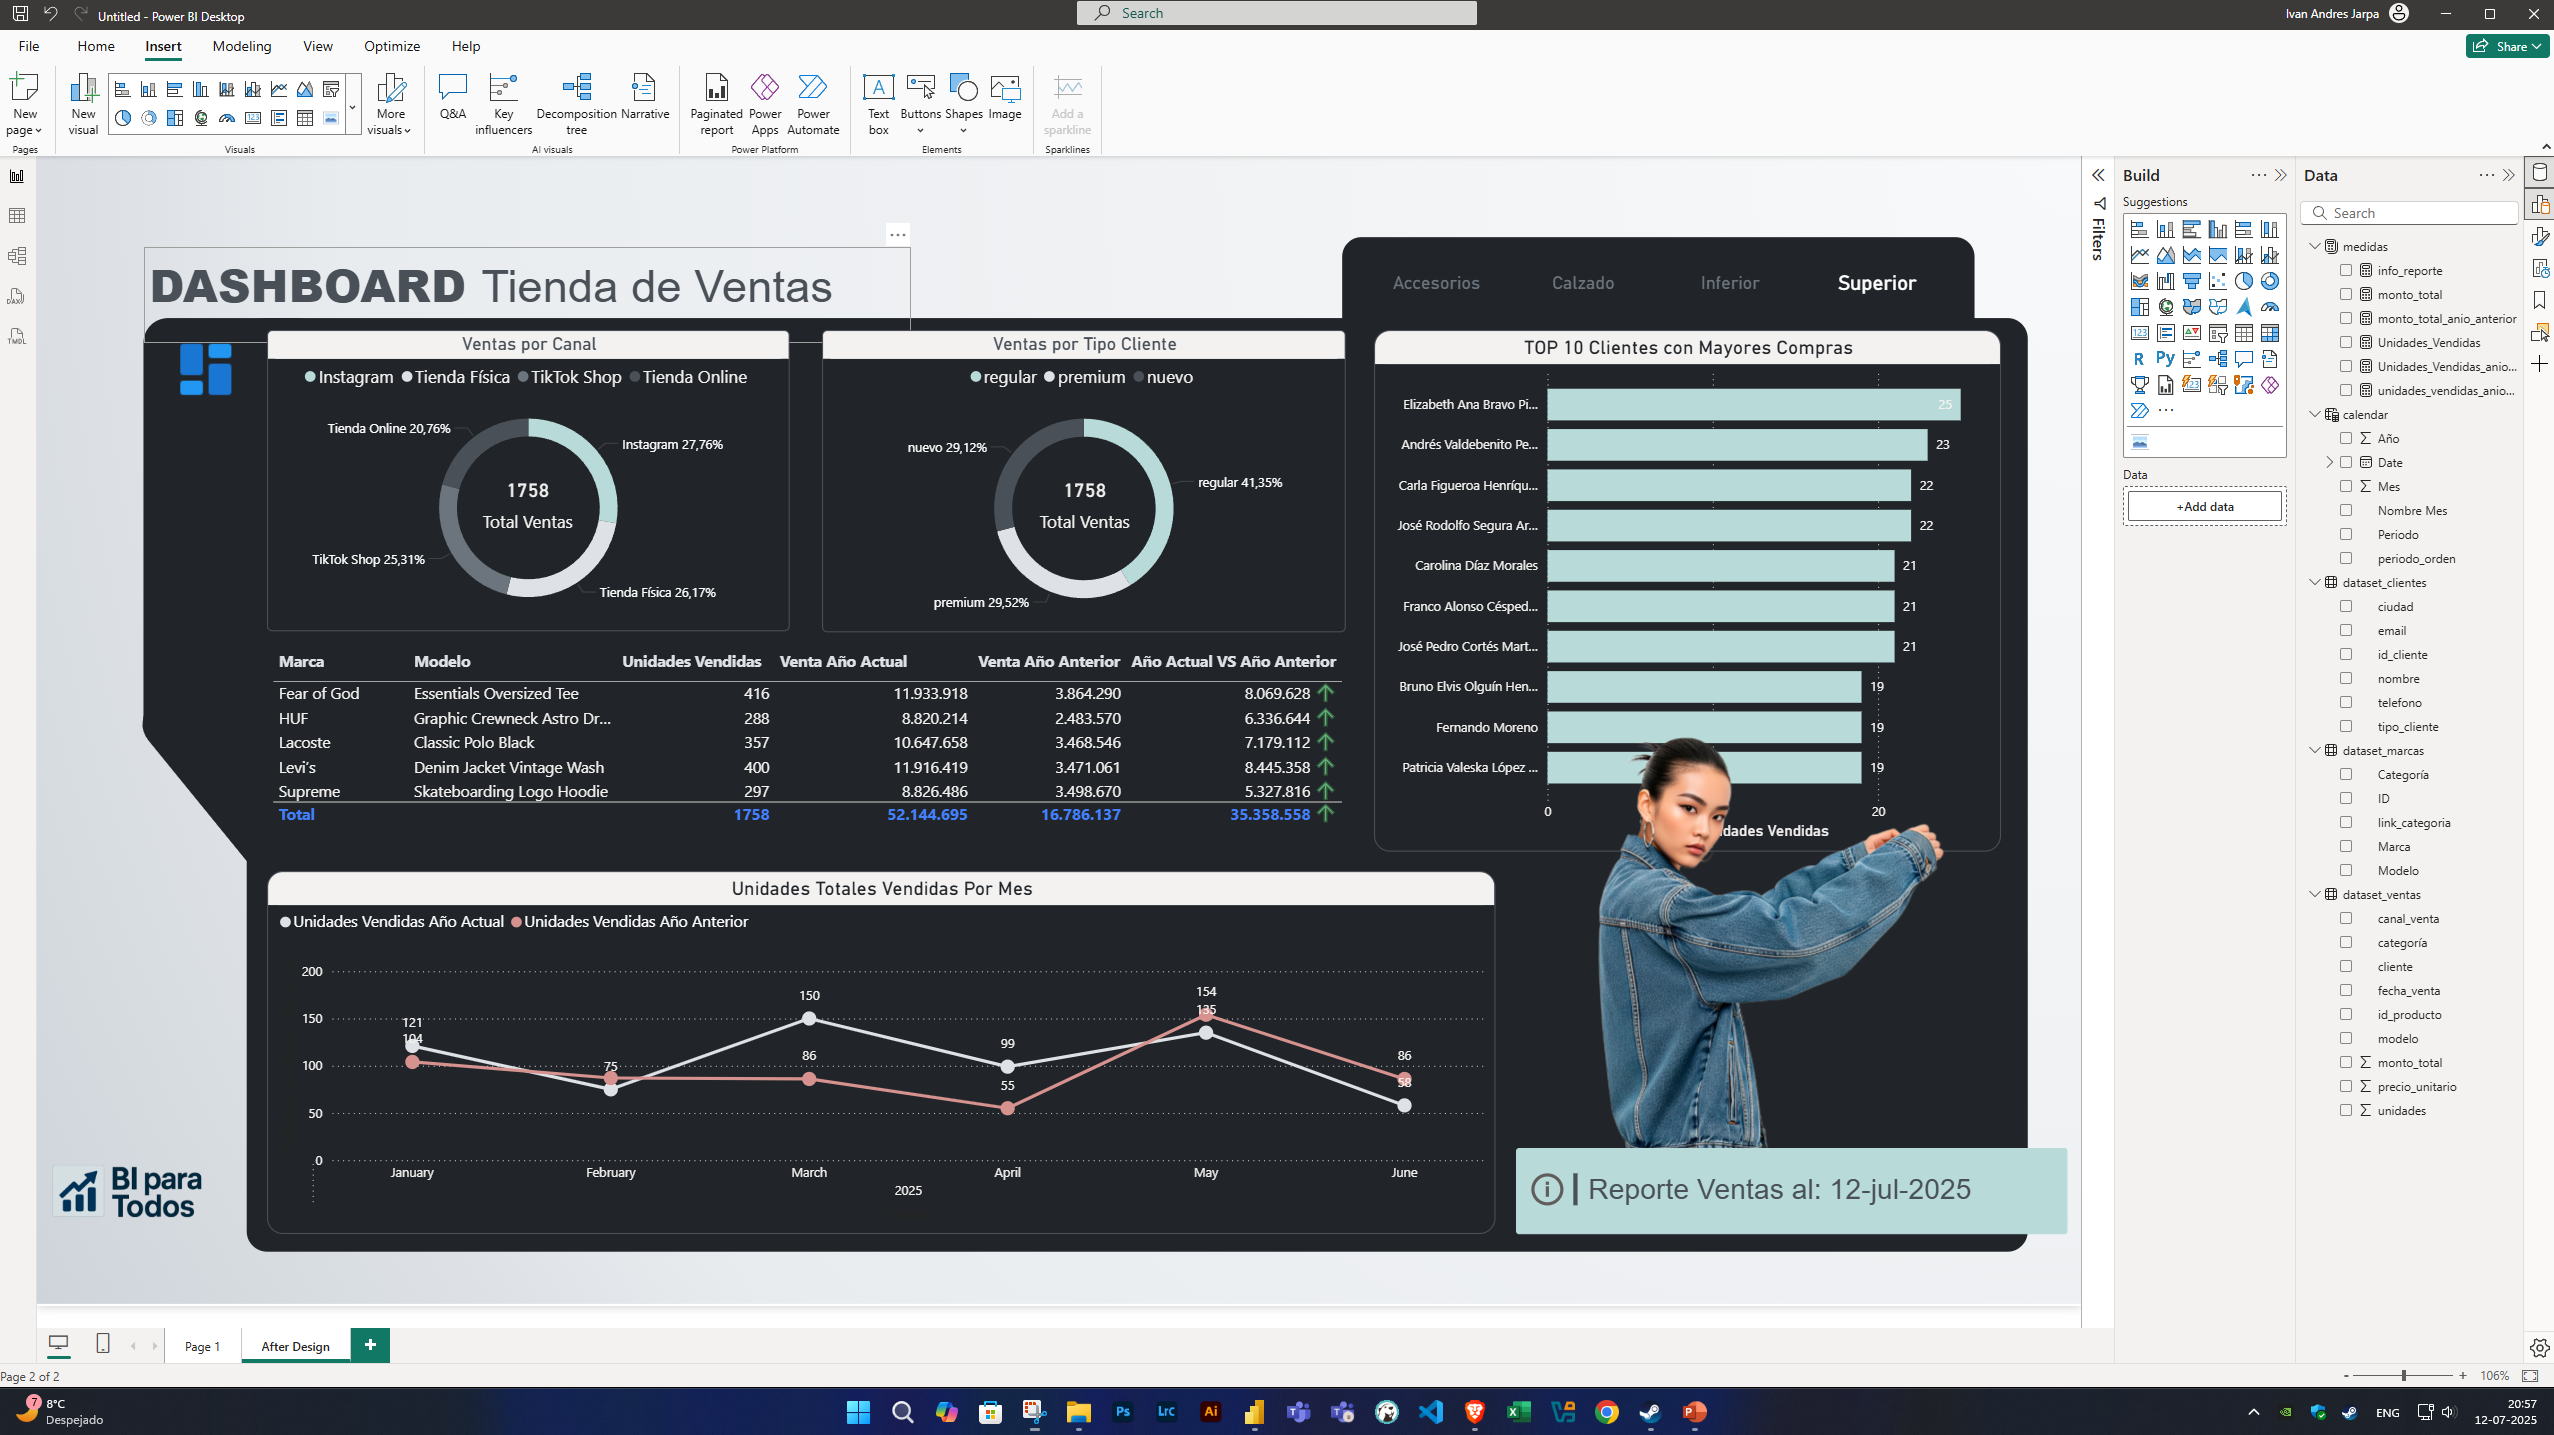 Untitled - Power BI Desktop
Search
Ivan Andres Jarpa
File Home Insert Modeling View Optimize Help
Share
New page
New visual
More visuals
Q&A
Key influencers
Decomposition tree
Narrative
Paginated report
Power Apps
Power Automate
Text box
Buttons
Shapes
Image
Add a sparkline
Pages
Visuals
AI visuals
Power Platform
Elements
Sparklines
DASHBOARD Tienda de Ventas
Accesorios Calzado Inferior Superior
Ventas por Canal
Instagram Tienda Física TikTok Shop Tienda Online
Tienda Online 20,76%
Instagram 27,76%
1758
Total Ventas
TikTok Shop 25,31%
Tienda Física 26,17%
Ventas por Tipo Cliente
regular premium nuevo
nuevo 29,12%
regular 41,35%
1758
Total Ventas
premium 29,52%
TOP 10 Clientes con Mayores Compras
Elizabeth Ana Bravo Pi... 25
Andrés Valdebenito Pe... 23
Carla Figueroa Henríqu... 22
José Rodolfo Segura Ar... 22
Carolina Díaz Morales 21
Franco Alonso Césped... 21
José Pedro Cortés Mart... 21
Bruno Elvis Olguín Hen... 19
Fernando Moreno 19
Patricia Valeska López ... 19
0 20
dades Vendidas
Marca Modelo Unidades Vendidas Venta Año Actual Venta Año Anterior Año Actual VS Año Anterior
Fear of God Essentials Oversized Tee 416 11.933.918 3.864.290 8.069.628
HUF Graphic Crewneck Astro Dr... 288 8.820.214 2.483.570 6.336.644
Lacoste Classic Polo Black 357 10.647.658 3.468.546 7.179.112
Levi's Denim Jacket Vintage Wash 400 11.916.419 3.471.061 8.445.358
Supreme Skateboarding Logo Hoodie 297 8.826.486 3.498.670 5.327.816
Total 1758 52.144.695 16.786.137 35.358.558
Unidades Totales Vendidas Por Mes
Unidades Vendidas Año Actual Unidades Vendidas Año Anterior
200
150
100
50
0
121
104
75
150
86
99
55
154
135
86
58
January February March April May June
2025
BI para
Todos
Reporte Ventas al: 12-jul-2025
Filters
Build
Suggestions
Data
+Add data
Data
Search
medidas
info_reporte
monto_total
monto_total_anio_anterior
Unidades_Vendidas
Unidades_Vendidas_anio...
unidades_vendidas_anio...
calendar
Año
Date
Mes
Nombre Mes
Periodo
periodo_orden
dataset_clientes
ciudad
email
id_cliente
nombre
telefono
tipo_cliente
dataset_marcas
Categoría
ID
link_categoria
Marca
Modelo
dataset_ventas
canal_venta
categoría
cliente
fecha_venta
id_producto
modelo
monto_total
precio_unitario
unidades
DAX
TMDL
R Py
123
Page 1 After Design
Page 2 of 2
106%
7
8°C
Despejado
Ps
LrC
Ai
ENG
20:57
12-07-2025